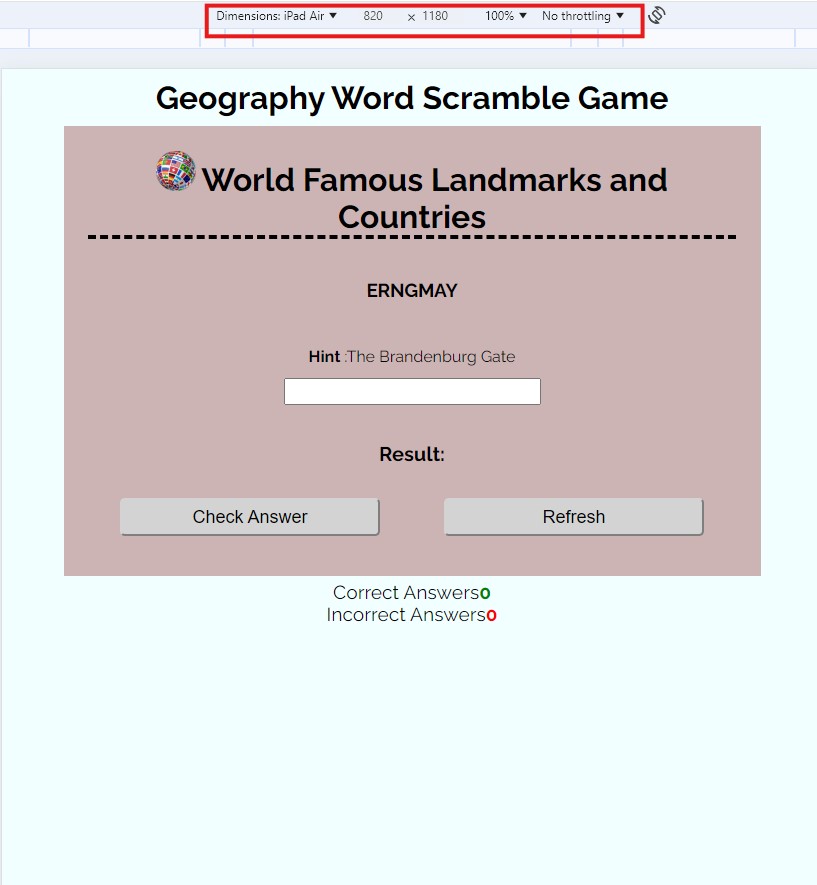 Dimensions: iPad Air ▼ 820 × 1180 100% ▼ No throttling ▼
Geography Word Scramble Game
World Famous Landmarks and
Countries
ERNGMAY
Hint :The Brandenburg Gate
Result:
Check Answer Refresh
Correct Answers0
Incorrect Answers0